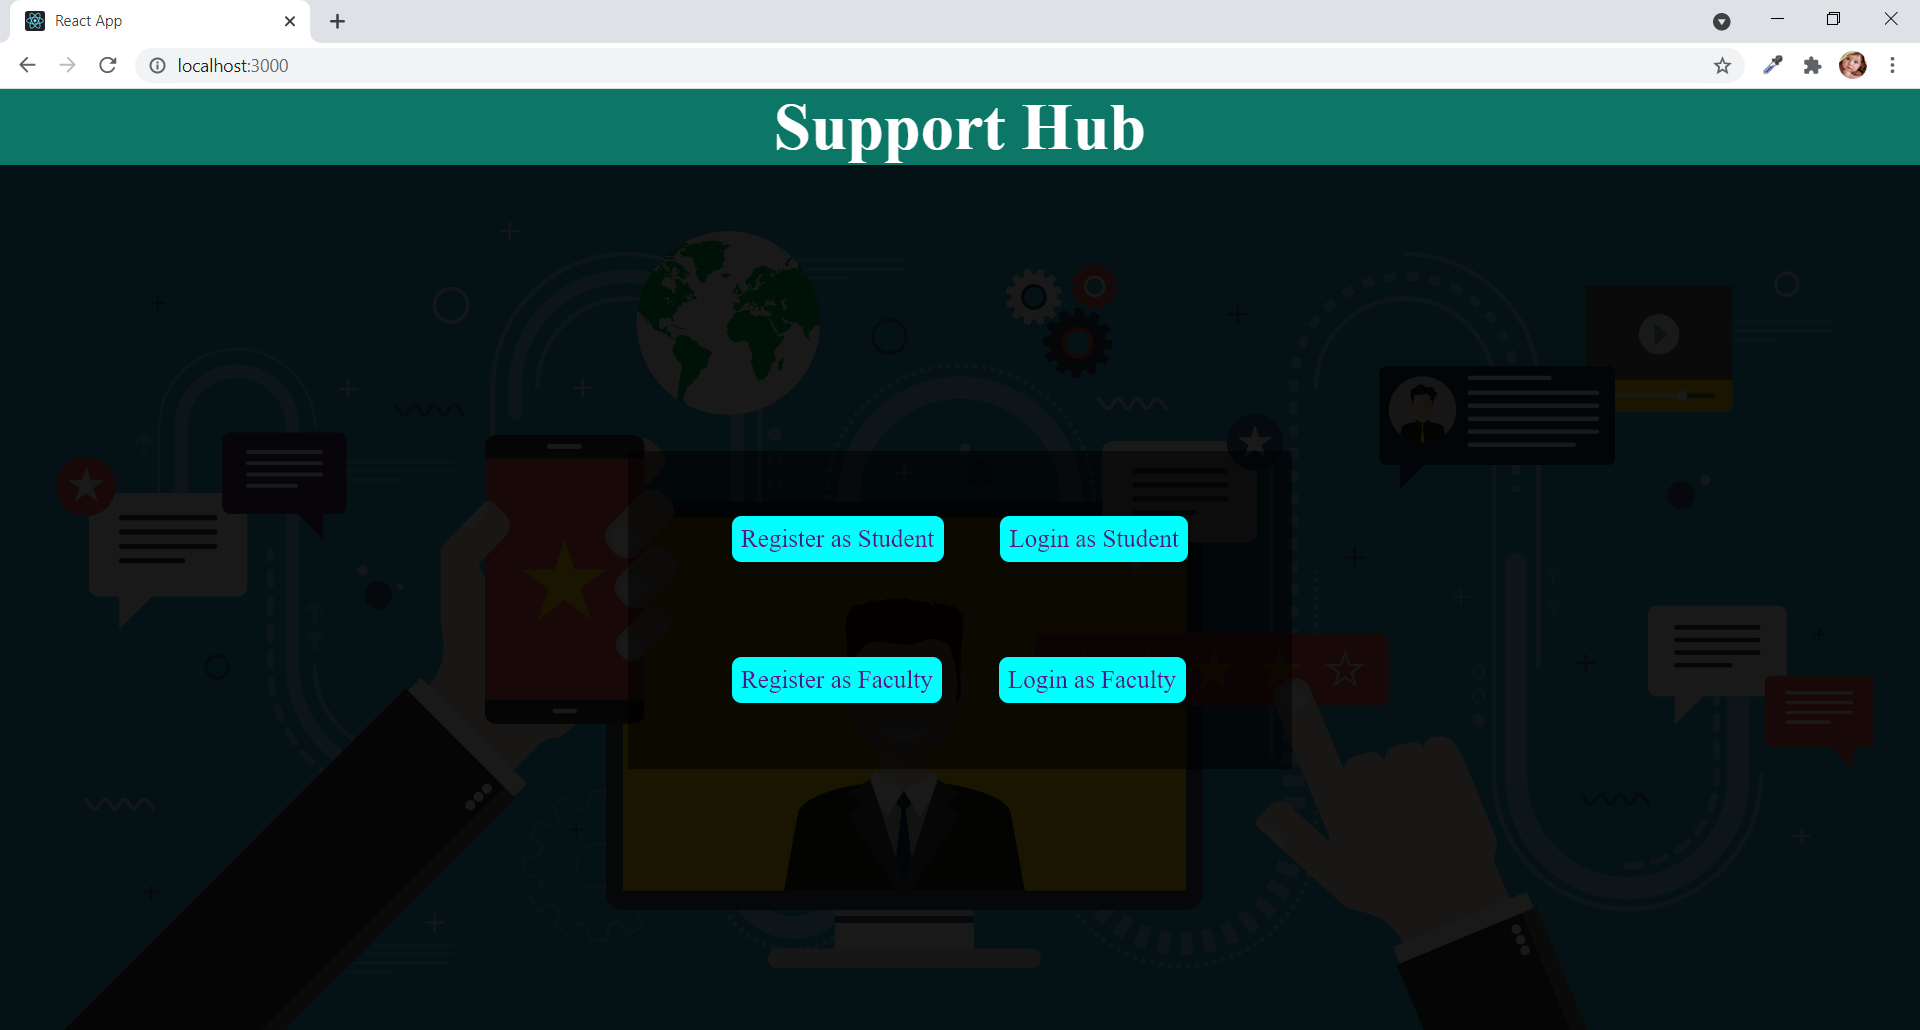 React App
localhost:3000
Support Hub
Register as Student
Login as Student
Register as Faculty
Login as Faculty